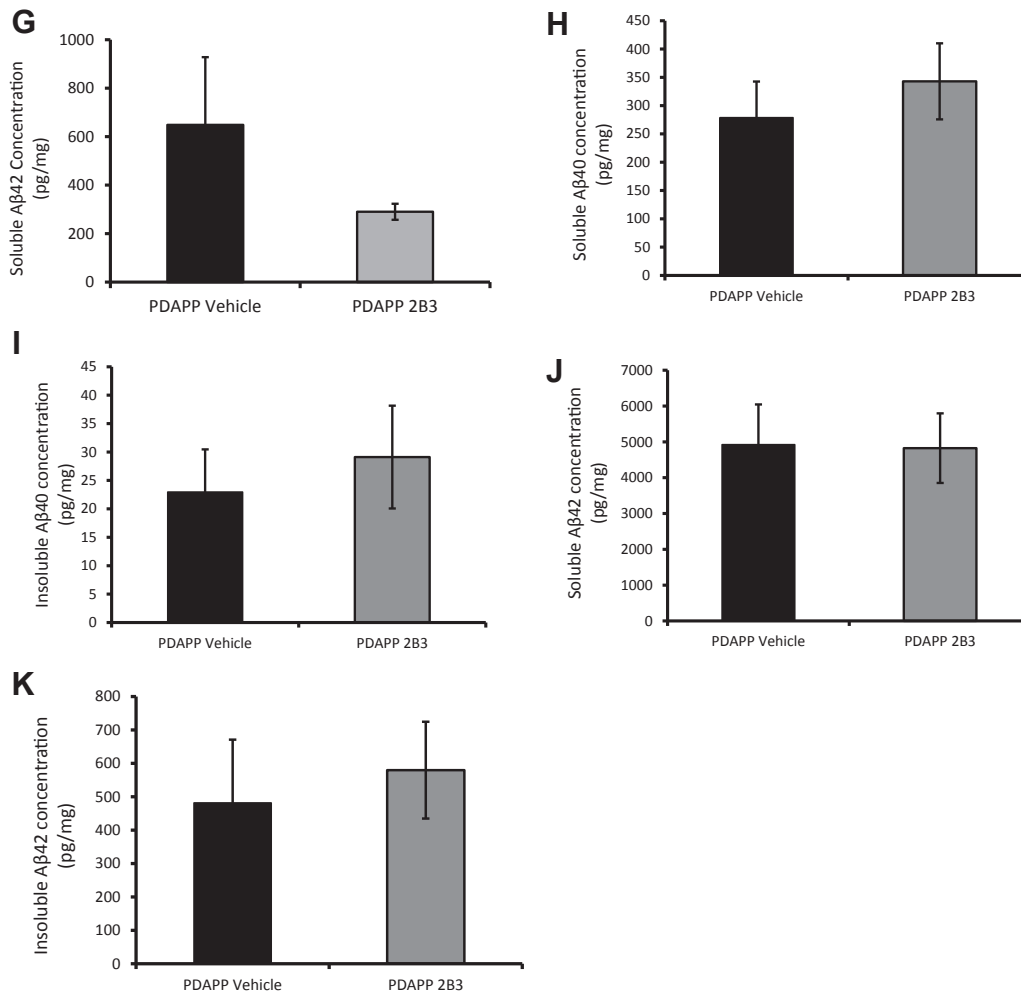 G
Soluble Aβ42 Concentration
(pg/mg)
1000
800
600
400
200
0
PDAPP Vehicle
PDAPP 2B3
H
Soluble Aβ40 concentration
(pg/mg)
450
400
350
300
250
200
150
100
50
0
PDAPP Vehicle
PDAPP 2B3
I
Insoluble Aβ40 concentration
(pg/mg)
45
40
35
30
25
20
15
10
5
0
PDAPP Vehicle
PDAPP 2B3
J
Soluble Aβ42 concentration
(pg/mg)
7000
6000
5000
4000
3000
2000
1000
0
PDAPP Vehicle
PDAPP 2B3
K
Insoluble Aβ42 concentration
(pg/mg)
800
700
600
500
400
300
200
100
0
PDAPP Vehicle
PDAPP 2B3